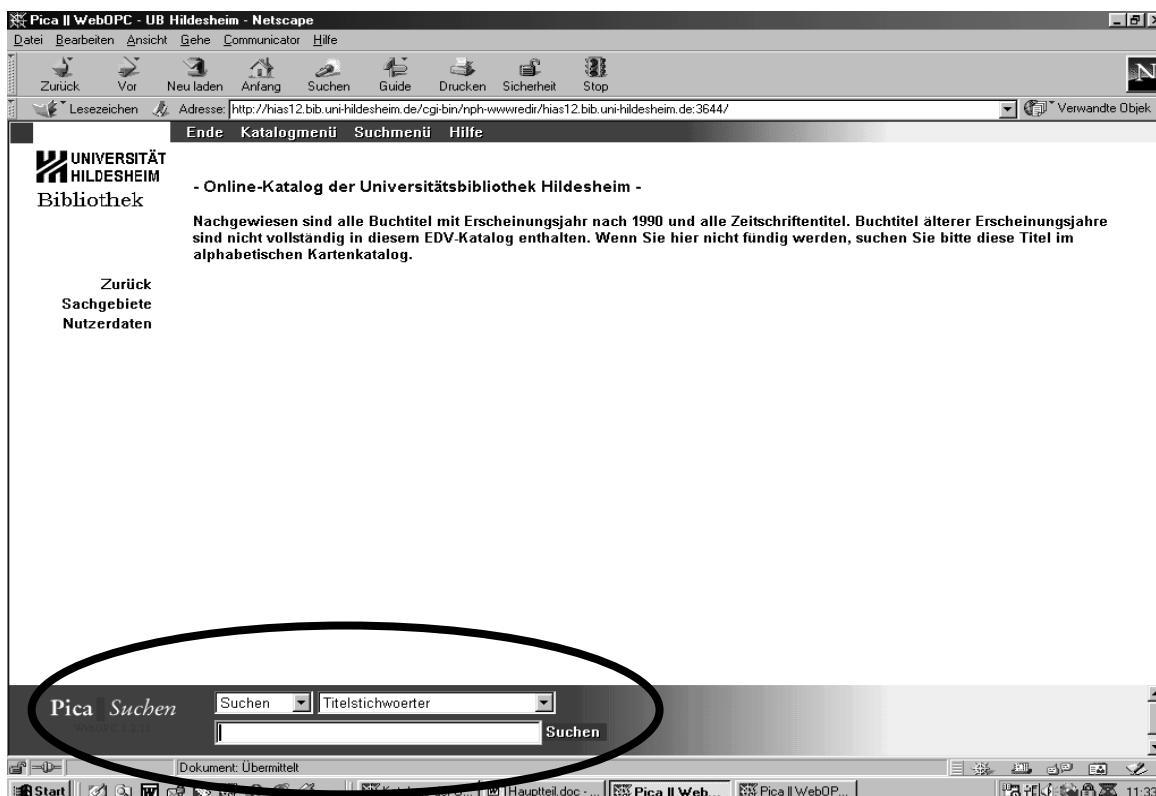 Pica II WebOPC - UB Hildesheim - Netscape
Datei Bearbeiten Ansicht Gehe Communicator Hilfe
Zurück Vor Neu laden Anfang Suchen Guide Drucken Sicherheit Stop
Lesezeichen Adresse: http://hias12.bib.uni-hildesheim.de/cgi-bin/nph-wwwredir/hias12.bib.uni-hildesheim.de:3644/ Verwandte Objek
Ende Katalogmenü Suchmenü Hilfe
UNIVERSITÄT
HILDESHEIM
Bibliothek
- Online-Katalog der Universitätsbibliothek Hildesheim -
Nachgewiesen sind alle Buchtitel mit Erscheinungsjahr nach 1990 und alle Zeitschriftentitel. Buchtitel älterer Erscheinungsjahre
sind nicht vollständig in diesem EDV-Katalog enthalten. Wenn Sie hier nicht fündig werden, suchen Sie bitte diese Titel im
alphabetischen Kartenkatalog.
Zurück
Sachgebiete
Nutzerdaten
Pica Suchen
Suchen Titelstichwoerter
Suchen
Dokument: Übermittelt
Start Hauptteil.doc - ... Pica II Web... Pica II WebOP... 11:33